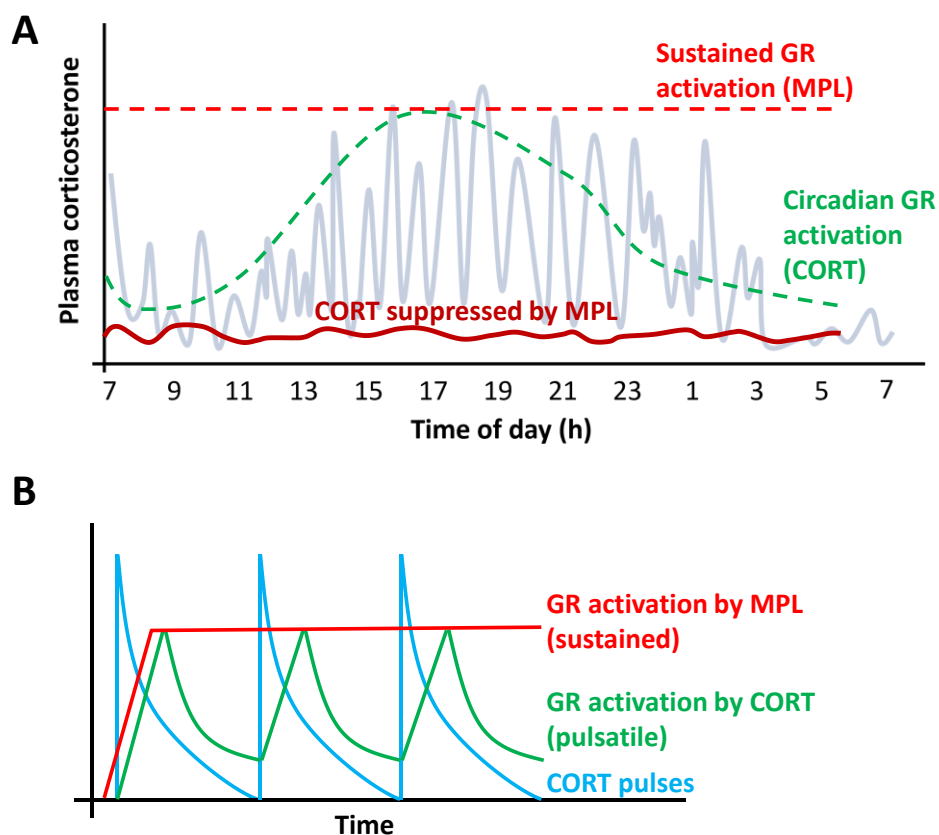 A
Plasma corticosterone
Sustained GR
activation (MPL)
Circadian GR
activation
(CORT)
CORT suppressed by MPL
7 9 11 13 15 17 19 21 23 1 3 5 7
Time of day (h)
B
GR activation by MPL
(sustained)
GR activation by CORT
(pulsatile)
CORT pulses
Time